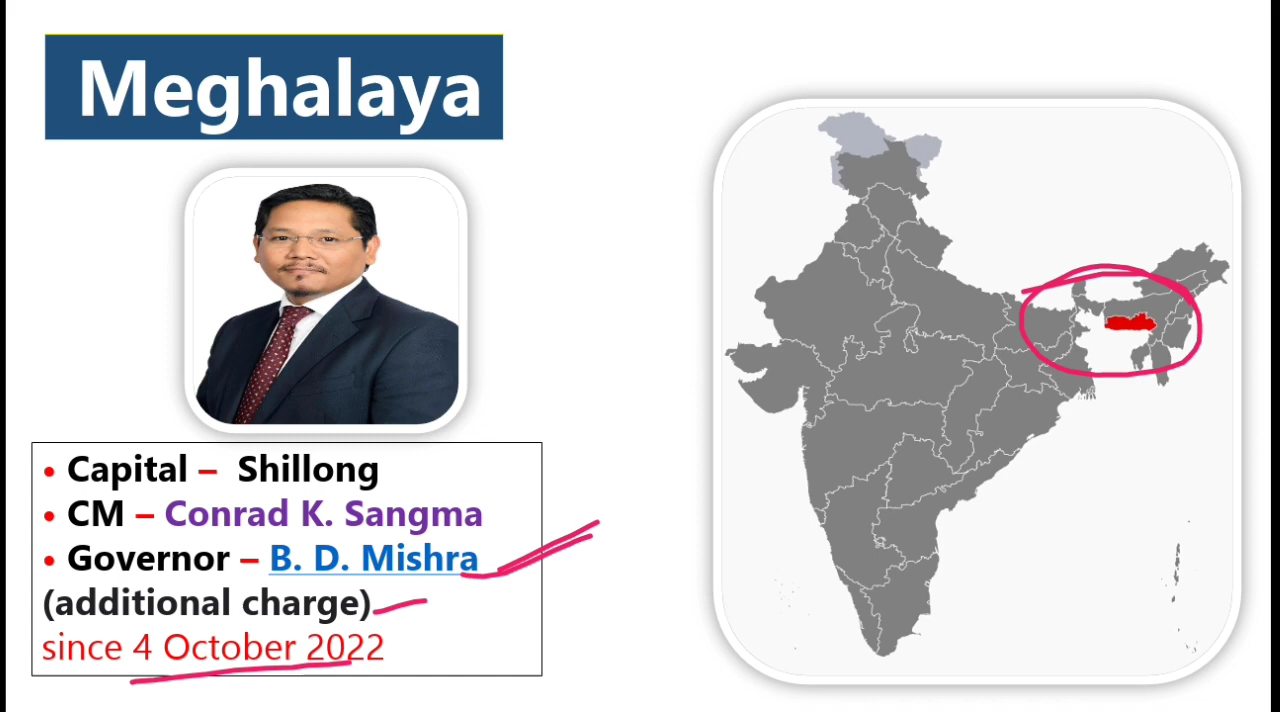 Meghalaya
• Capital – Shillong
• CM – Conrad K. Sangma
• Governor – B. D. Mishra
(additional charge)
since 4 October 2022